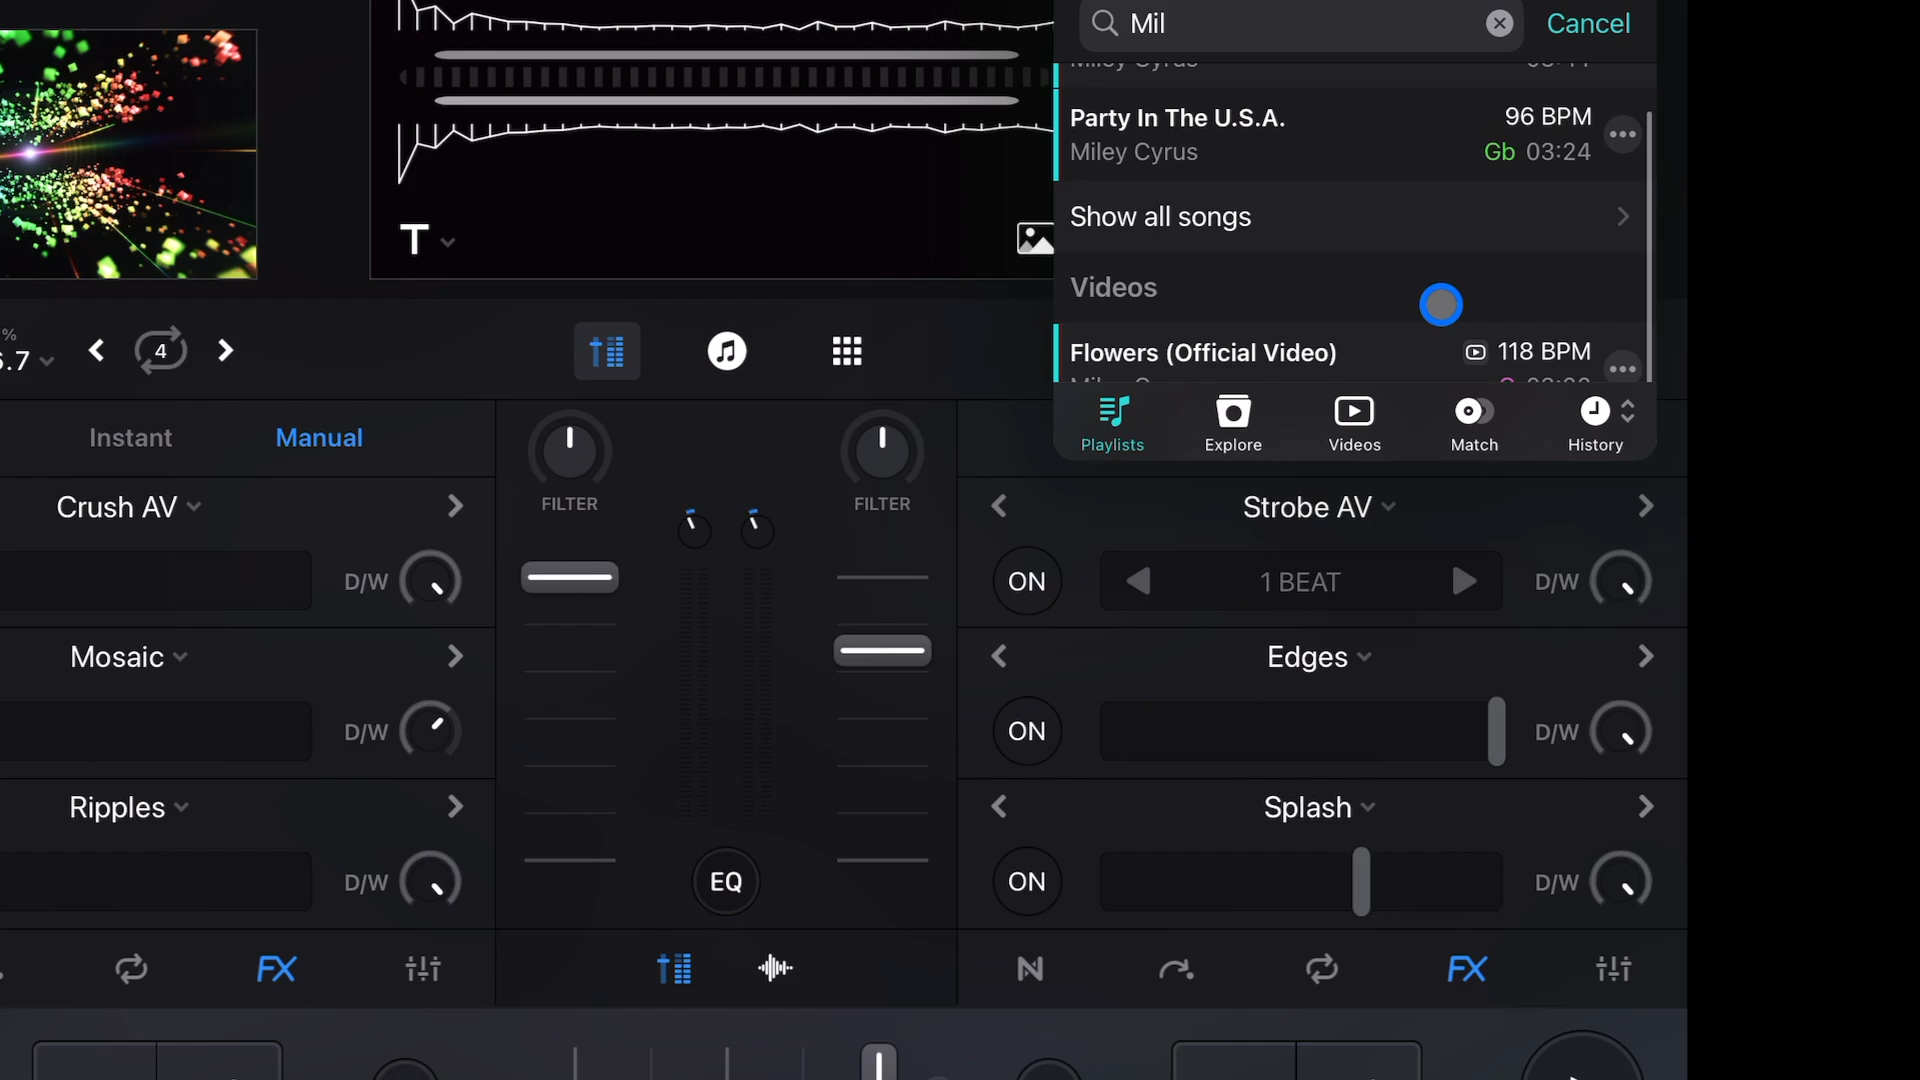 Mil
Cancel
Party In The U.S.A.
96 BPM
Miley Cyrus
Gb 03:24
Show all songs
Videos
Flowers (Official Video)
118 BPM
Playlists
Explore
Videos
Match
History
T
%
6.7
4
Instant
Manual
FILTER
FILTER
Crush AV
D/W
Strobe AV
ON
1 BEAT
D/W
Mosaic
D/W
Edges
ON
D/W
Ripples
D/W
EQ
Splash
ON
D/W
FX
FX